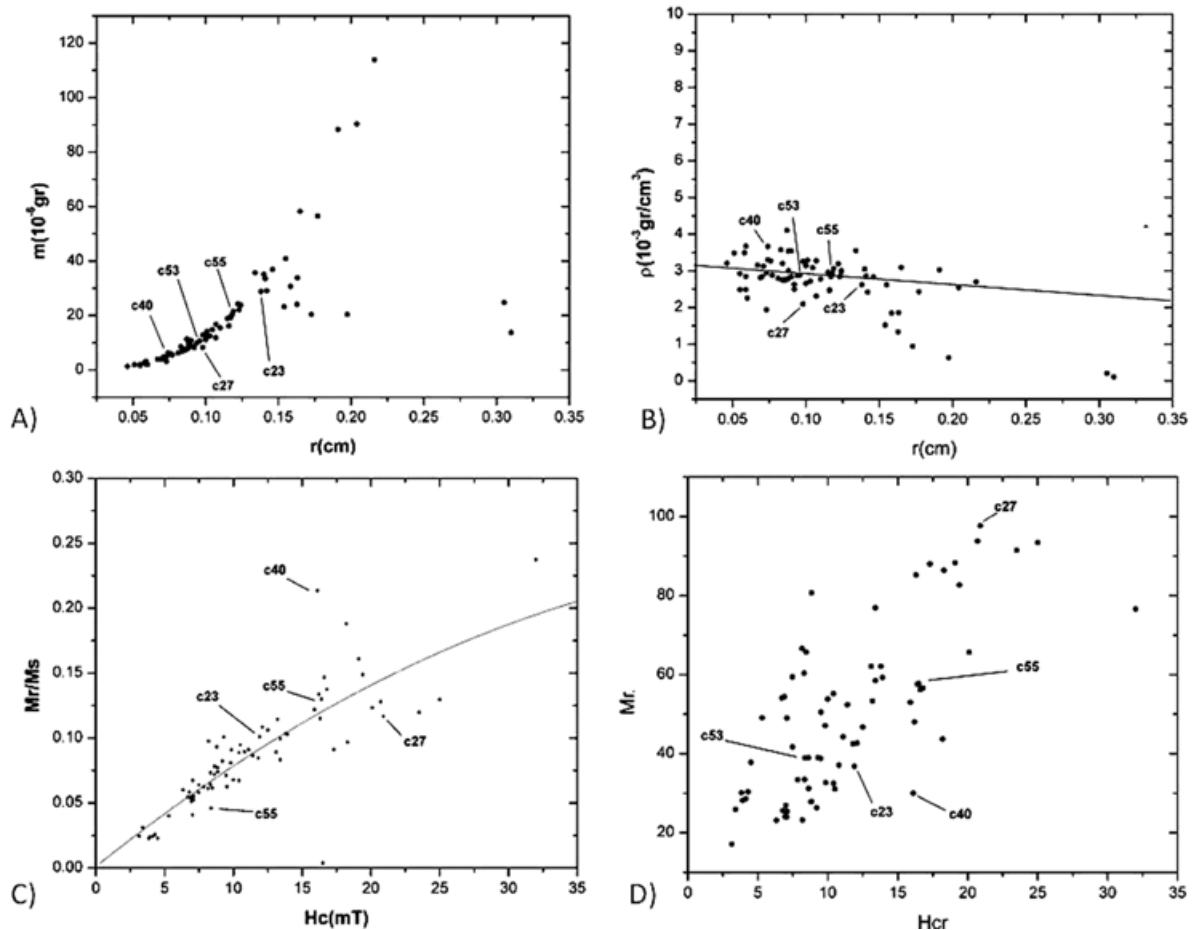 120
100
80
60
40
20
0
m(10⁻⁵gr)
c53
c55
c40
c27
c23
0.05 0.10 0.15 0.20 0.25 0.30 0.35
r(cm)
A)
10
9
8
7
6
5
4
3
2
1
0
ρ(10⁻³gr/cm³)
c40
c53
c55
c27
c23
0.05 0.10 0.15 0.20 0.25 0.30 0.35
r(cm)
B)
0.30
0.25
0.20
0.15
0.10
0.05
0.00
Mr/Ms
c40
c23
c55
c27
c55
0 5 10 15 20 25 30 35
Hc(mT)
C)
100
80
60
40
20
Mr.
c27
c55
c53
c23
c40
0 5 10 15 20 25 30 35
Hcr
D)